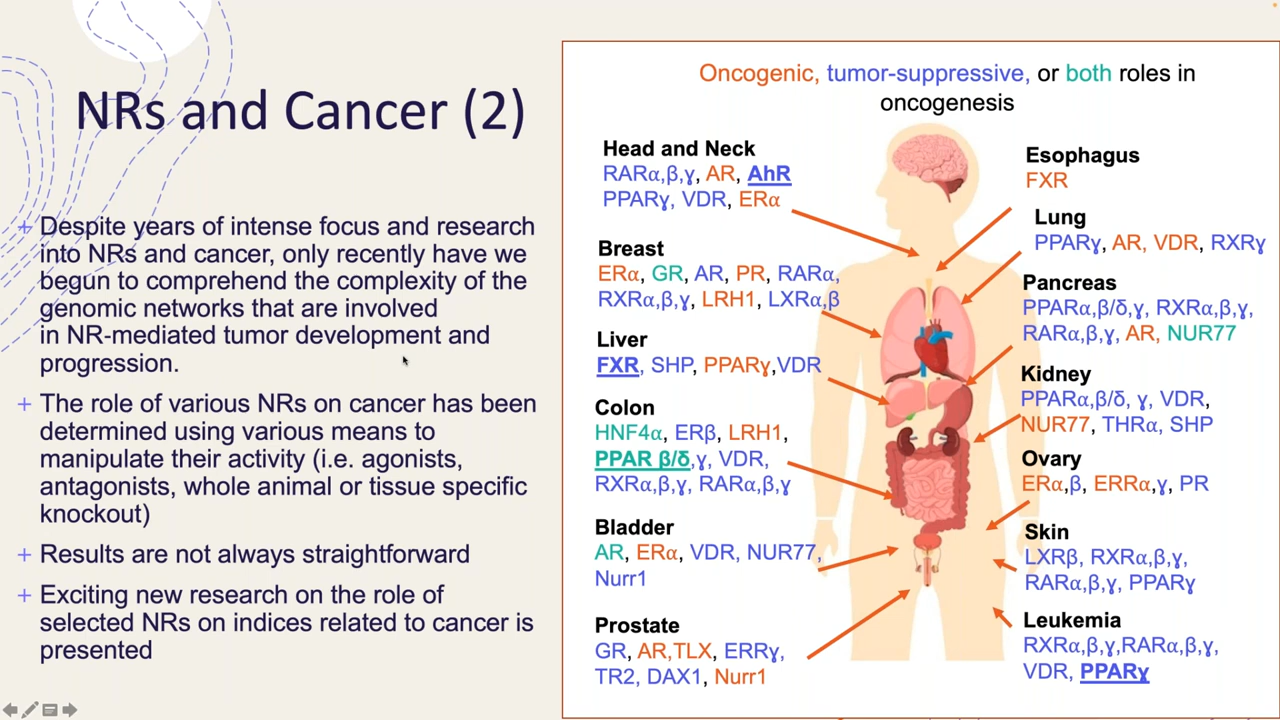 NRs and Cancer (2)
+ Despite years of intense focus and research
into NRs and cancer, only recently have we
begun to comprehend the complexity of the
genomic networks that are involved
in NR-mediated tumor development and
progression.
+ The role of various NRs on cancer has been
determined using various means to
manipulate their activity (i.e. agonists,
antagonists, whole animal or tissue specific
knockout)
+ Results are not always straightforward
+ Exciting new research on the role of
selected NRs on indices related to cancer is
presented
Oncogenic, tumor-suppressive, or both roles in
oncogenesis
Head and Neck
RARα,β,ɣ, AR, AhR
PPARɣ, VDR, ERα
Breast
ERα, GR, AR, PR, RARα,
RXRα,β,ɣ, LRH1, LXRα,β
Liver
FXR, SHP, PPARɣ,VDR
Colon
HNF4α, ERβ, LRH1,
PPAR β/δ,ɣ, VDR,
RXRα,β,ɣ, RARα,β,ɣ
Bladder
AR, ERα, VDR, NUR77,
Nurr1
Prostate
GR, AR,TLX, ERRɣ,
TR2, DAX1, Nurr1
Esophagus
FXR
Lung
PPARɣ, AR, VDR, RXRɣ
Pancreas
PPARα,β/δ,ɣ, RXRα,β,ɣ,
RARα,β,ɣ, AR, NUR77
Kidney
PPARα,β/δ, ɣ, VDR,
NUR77, THRα, SHP
Ovary
ERα,β, ERRα,ɣ, PR
Skin
LXRβ, RXRα,β,ɣ,
RARα,β,ɣ, PPARɣ
Leukemia
RXRα,β,ɣ,RARα,β,ɣ,
VDR, PPARɣ